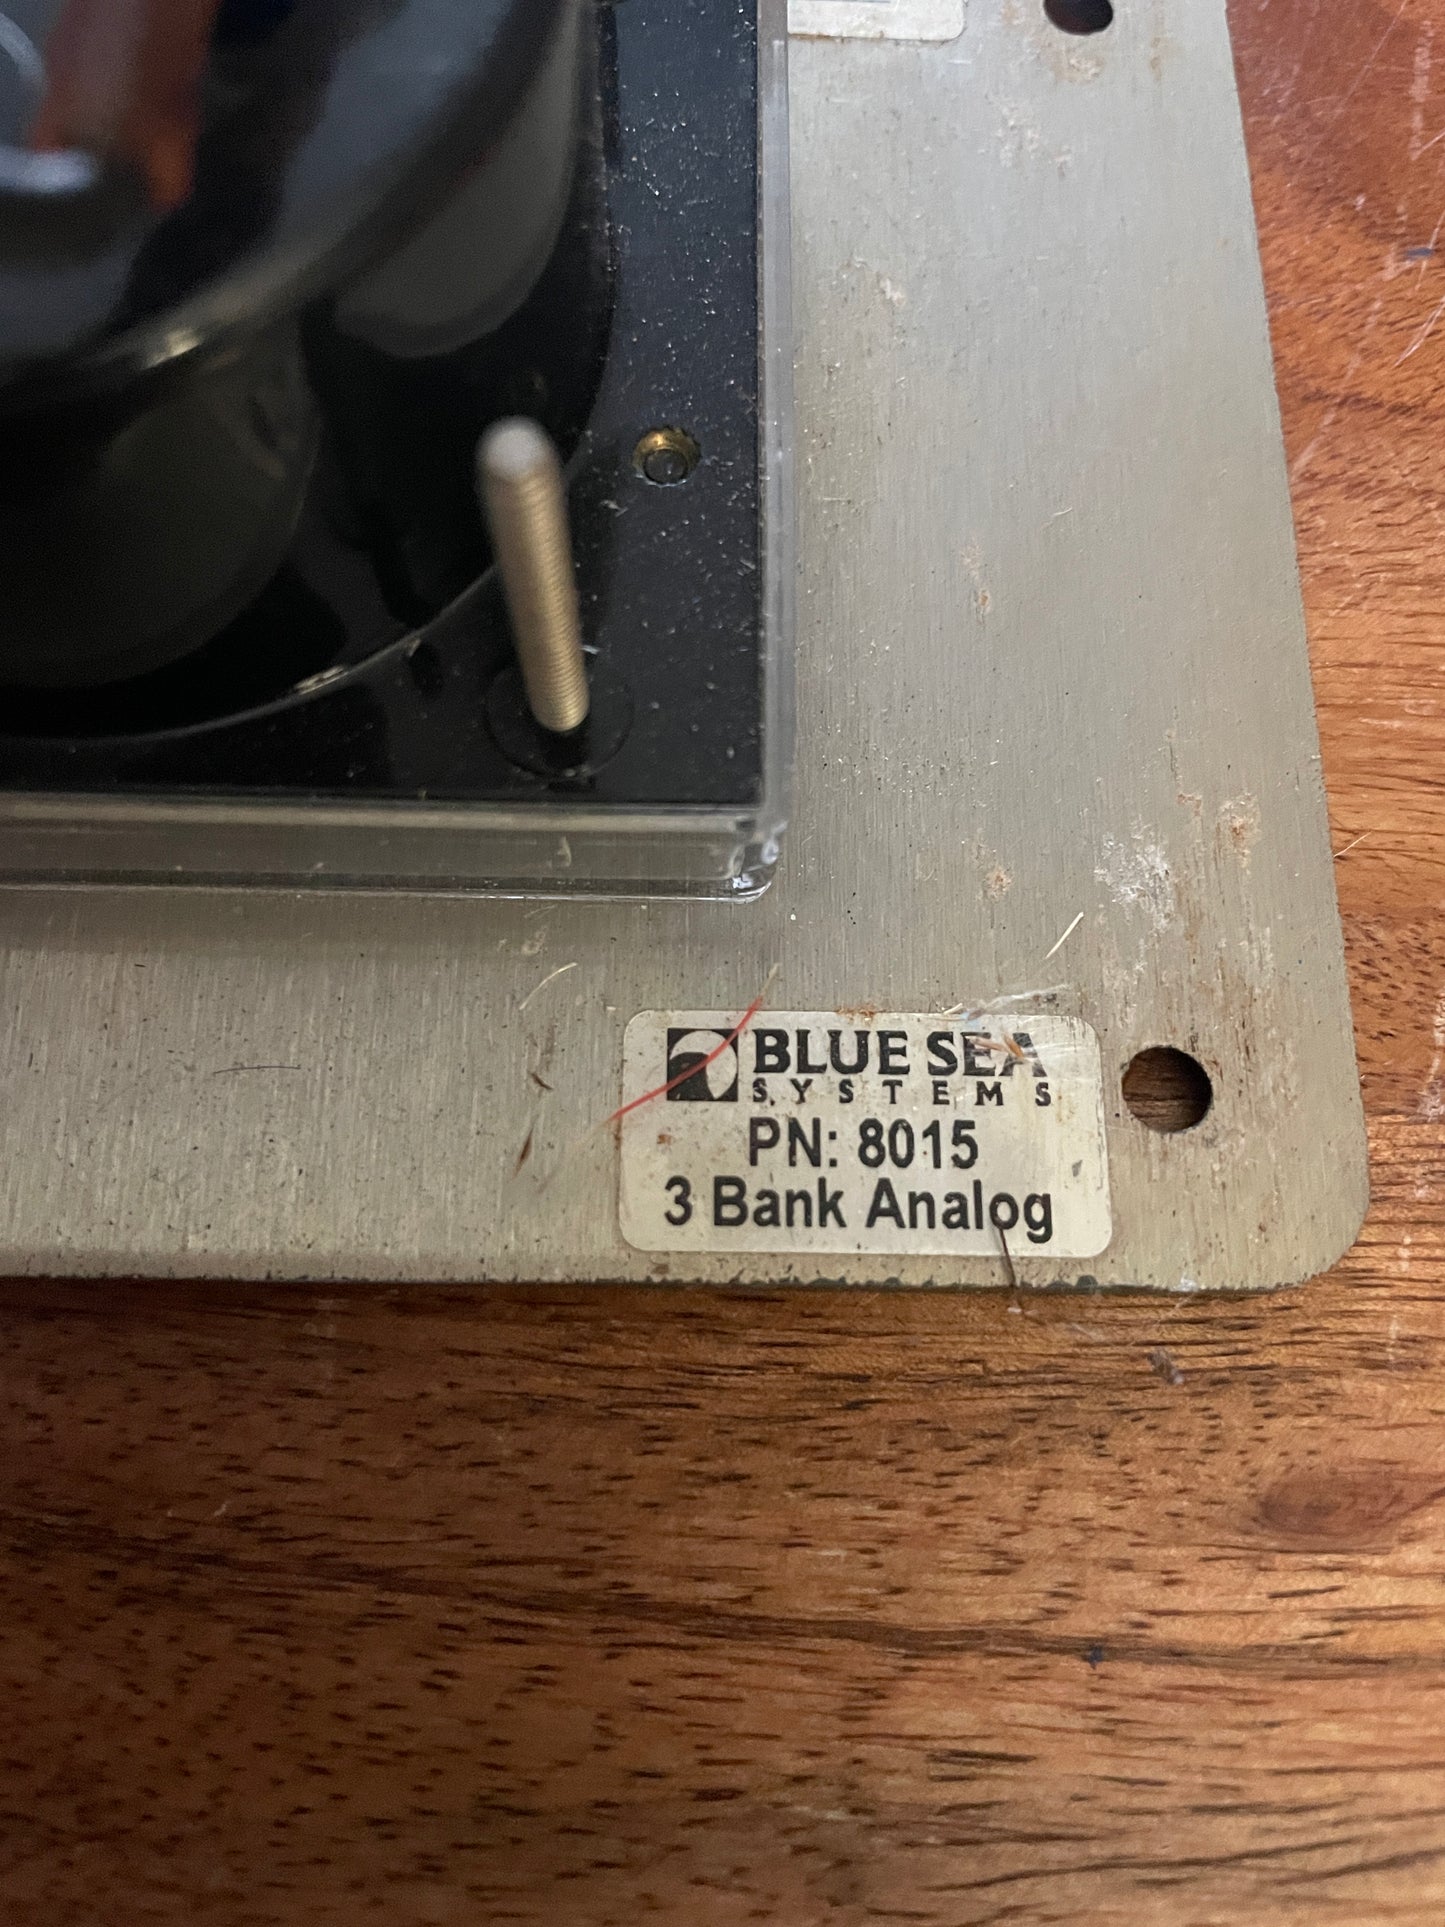 BLUE SEA
SYSTEMS
PN: 8015
3 Bank Analog